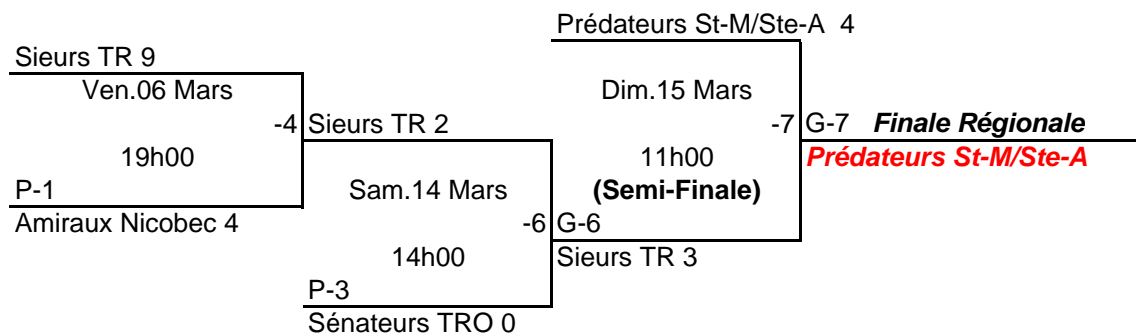 Prédateurs St-M/Ste-A 4
Sieurs TR 9
Ven.06 Mars
Dim.15 Mars
-4 Sieurs TR 2
-7 G-7 Finale Régionale
19h00
11h00
Prédateurs St-M/Ste-A
P-1
Sam.14 Mars
(Semi-Finale)
Amiraux Nicobec 4
-6 G-6
14h00
Sieurs TR 3
P-3
Sénateurs TRO 0